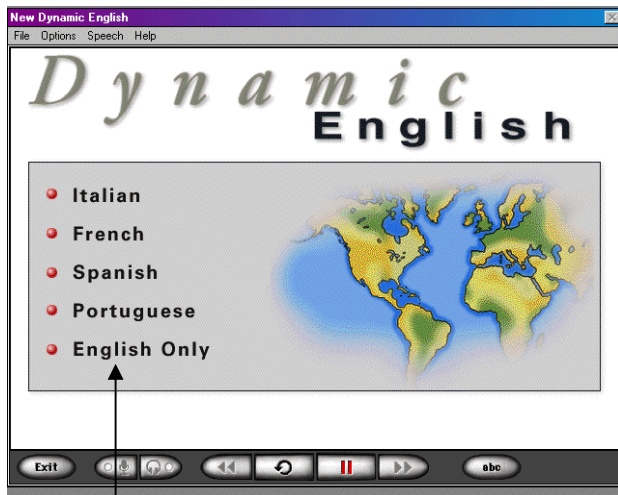 New Dynamic English
File Options Speech Help
Dynamic
English
Italian
French
Spanish
Portuguese
English Only
Exit
abc